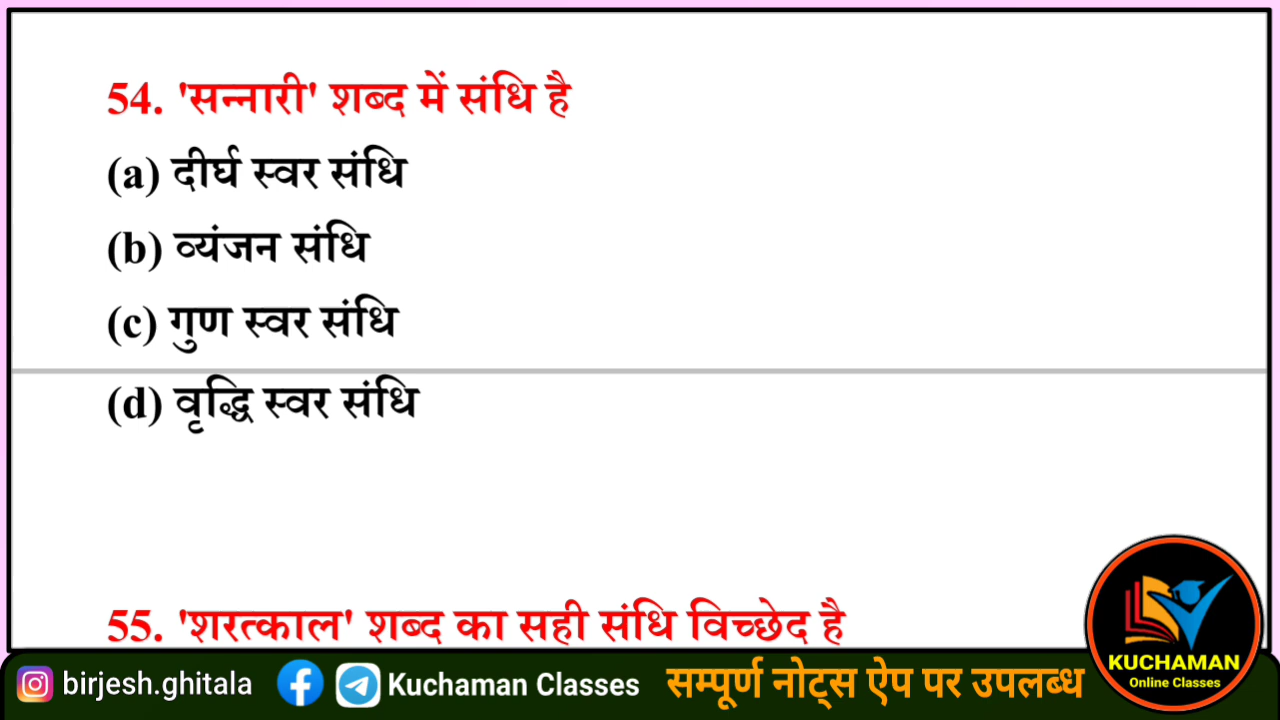 54. 'सन्नारी' शब्द में संधि है
(a) दीर्घ स्वर संधि
(b) व्यंजन संधि
(c) गुण स्वर संधि
(d) वृद्धि स्वर संधि
55. 'शरत्काल' शब्द का सही संधि विच्छेद है
KUCHAMAN
Online Classes
birjesh.ghitala
Kuchaman Classes
सम्पूर्ण नोट्स ऐप पर उपलब्ध